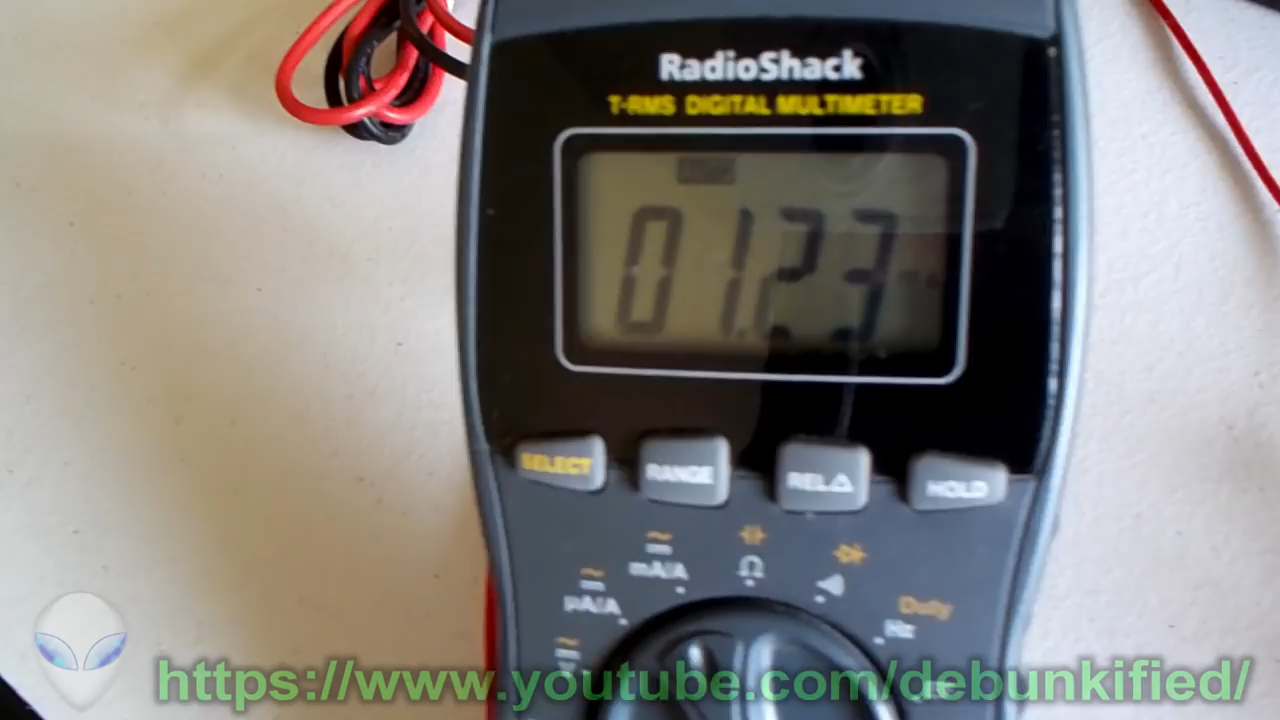 RadioShack
T-RMS DIGITAL MULTIMETER
01.23
SELECT RANGE REL△ HOLD
mA/A Ω
µA/A
Duty
Hz
https://www.youtube.com/debunkified/